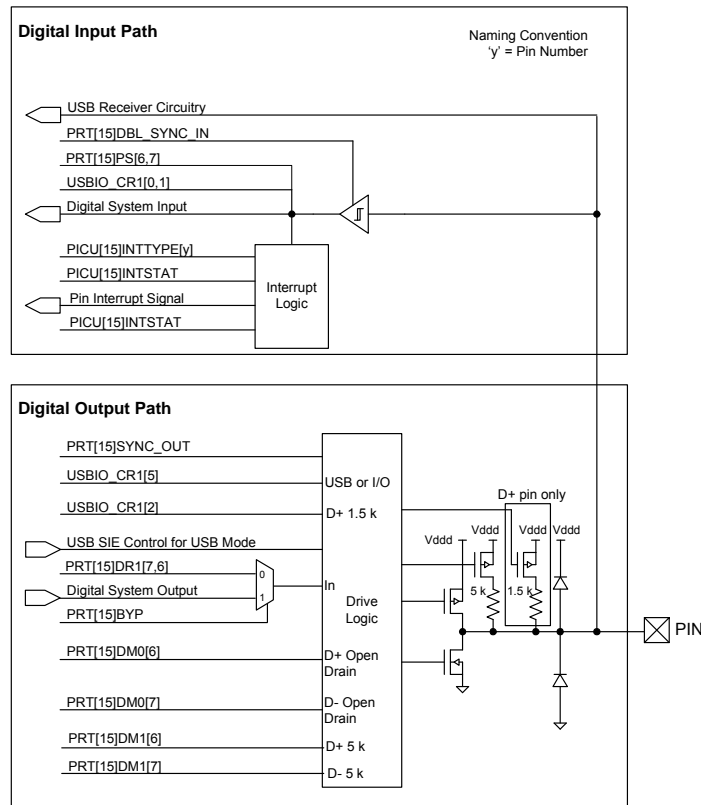 Digital Input Path
Naming Convention
‘y’ = Pin Number
USB Receiver Circuitry
PRT[15]DBL_SYNC_IN
PRT[15]PS[6,7]
USBIO_CR1[0,1]
Digital System Input
PICU[15]INTTYPE[y]
PICU[15]INTSTAT
Pin Interrupt Signal
PICU[15]INTSTAT
Interrupt
Logic
Digital Output Path
PRT[15]SYNC_OUT
USBIO_CR1[5]
USB or I/O
USBIO_CR1[2]
D+ 1.5 k
D+ pin only
USB SIE Control for USB Mode
Vddd
Vddd
Vddd
Vddd
PRT[15]DR1[7,6]
0
Digital System Output
1
In
5 k
1.5 k
PRT[15]BYP
Drive
Logic
PIN
PRT[15]DM0[6]
D+ Open
Drain
PRT[15]DM0[7]
D- Open
Drain
PRT[15]DM1[6]
D+ 5 k
PRT[15]DM1[7]
D- 5 k